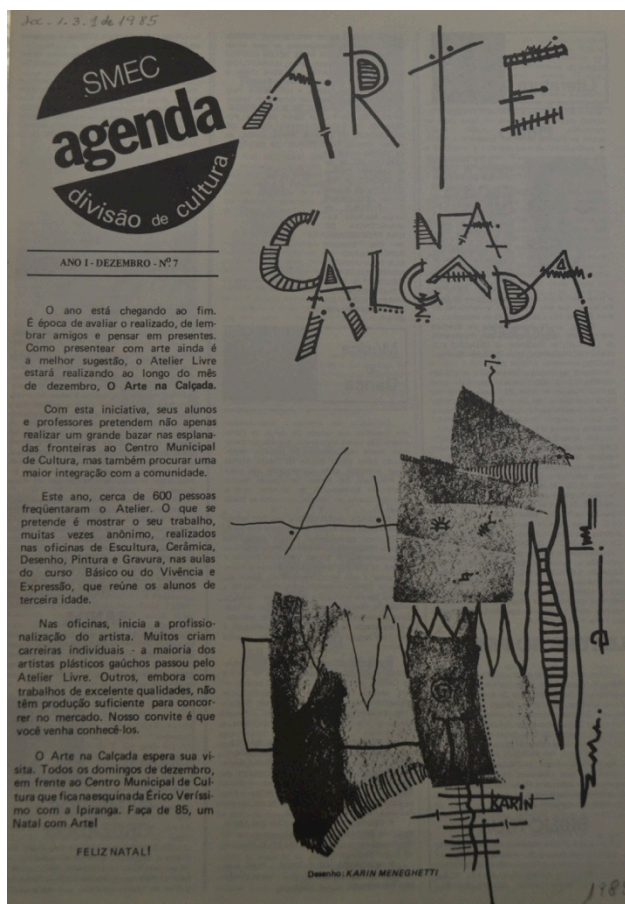 Doc. 1.3.1 de 1985
SMEC
agenda
divisão de cultura
ANO I - DEZEMBRO - Nº 7
ARTE
NA
CALÇADA
O ano está chegando ao fim.
É época de avaliar o realizado, de lem-
brar amigos e pensar em presentes.
Como presentear com arte ainda é
a melhor sugestão, o Atelier Livre
estará realizando ao longo do mês
de dezembro, O Arte na Calçada.
Com esta iniciativa, seus alunos
e professores pretendem não apenas
realizar um grande bazar nas esplana-
das fronteiras ao Centro Municipal
de Cultura, mas também procurar uma
maior integração com a comunidade.
Este ano, cerca de 600 pessoas
freqüentaram o Atelier. O que se
pretende é mostrar o seu trabalho,
muitas vezes anônimo, realizados
nas oficinas de Escultura, Cerâmica,
Desenho, Pintura e Gravura, nas aulas
do curso Básico ou do Vivência e
Expressão, que reúne os alunos de
terceira idade.
Nas oficinas, inicia a profissio-
nalização do artista. Muitos criam
carreiras individuais - a maioria dos
artistas plásticos gaúchos passou pelo
Atelier Livre. Outros, embora com
trabalhos de excelente qualidades, não
têm produção suficiente para concor-
rer no mercado. Nosso convite é que
você venha conhecê-los.
O Arte na Calçada espera sua vi-
sita. Todos os domingos de dezembro,
em frente ao Centro Municipal de Cul-
tura que fica na esquina da Érico Veríssi-
mo com a Ipiranga. Faça de 85, um
Natal com Arte!
FELIZ NATAL!
KARIN
Desenho: KARIN MENEGHETTI